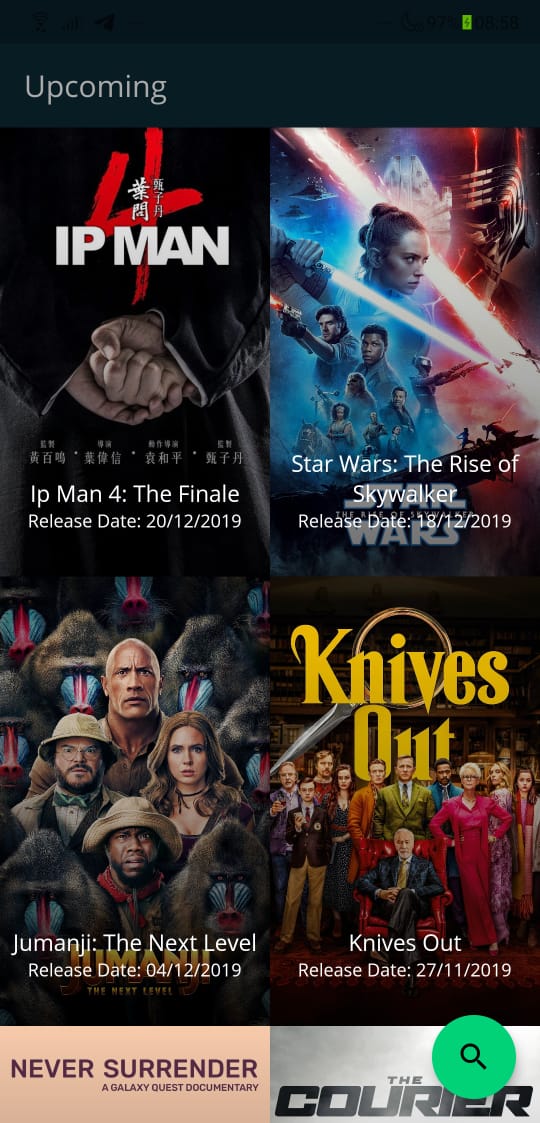 97% 08:58
Upcoming
4
葉問
甄子丹
IP MAN
監製 導演 動作導演 監製
黃百鳴 • 葉偉信 • 袁和平 • 甄子丹
Ip Man 4: The Finale
Release Date: 20/12/2019
Star Wars: The Rise of
Skywalker
STAR
THE RISE OF SKYWALKER
Release Date: 18/12/2019
WARS
Knives
Out
Jumanji: The Next Level
Release Date: 04/12/2019
JUMANJI
THE NEXT LEVEL
Knives Out
Release Date: 27/11/2019
NEVER SURRENDER
A GALAXY QUEST DOCUMENTARY
THE
COURIER